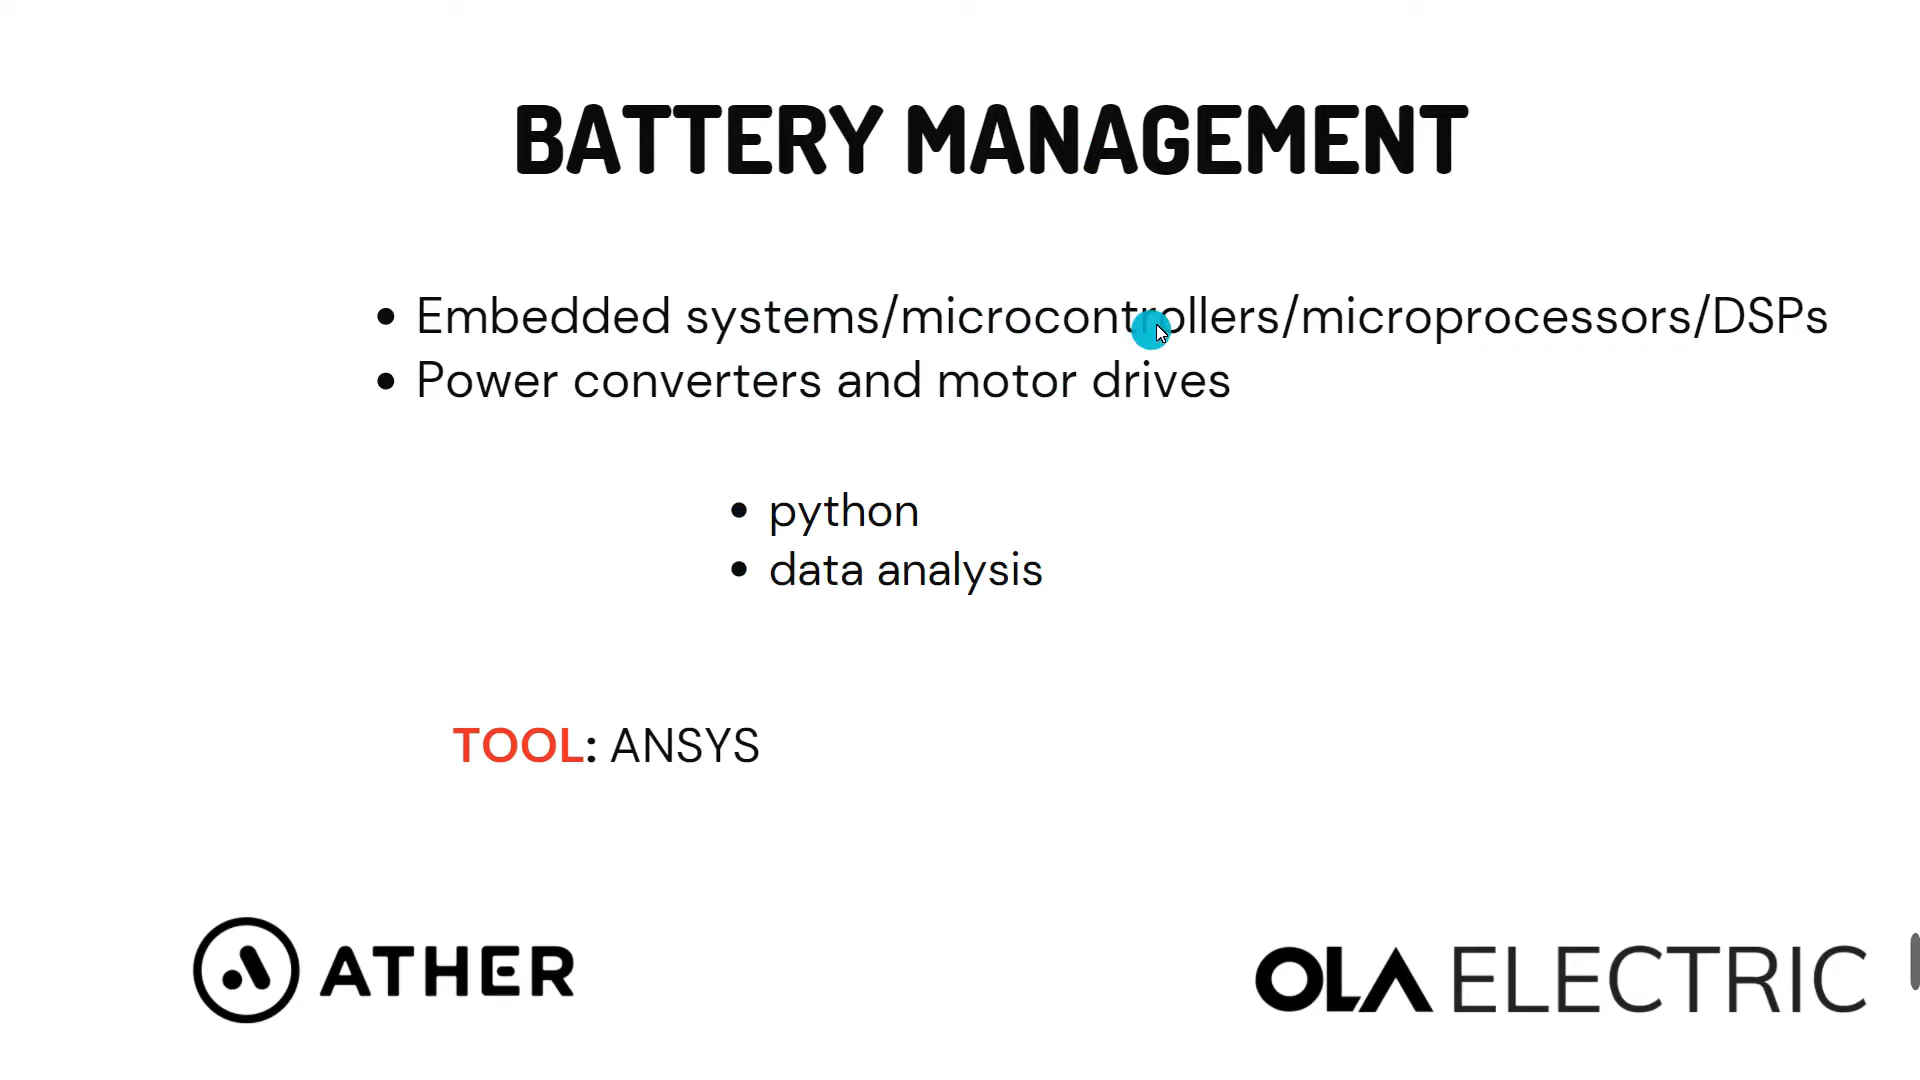 BATTERY MANAGEMENT
• Embedded systems/microcontrollers/microprocessors/DSPs
• Power converters and motor drives
• python
• data analysis
TOOL: ANSYS
ATHER
OLA ELECTRIC